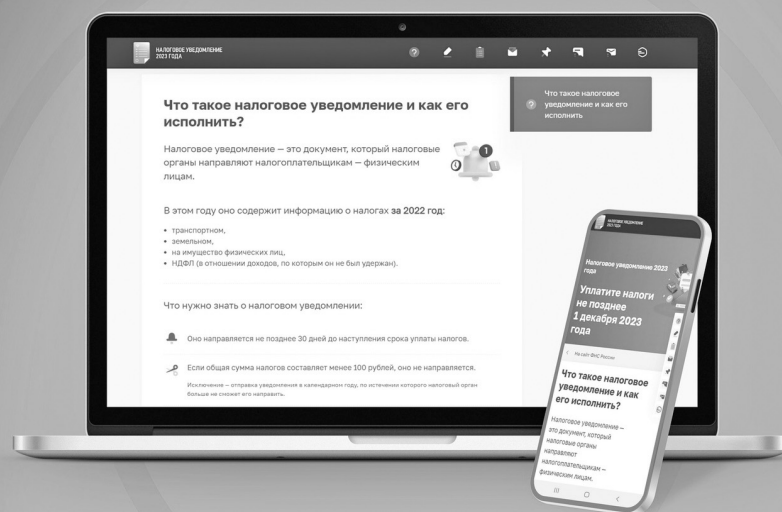 НАЛОГОВОЕ УВЕДОМЛЕНИЕ
2023 ГОДА
Что такое налоговое уведомление и как его
исполнить?
Налоговое уведомление — это документ, который налоговые
органы направляют налогоплательщикам — физическим
лицам.
1
В этом году оно содержит информацию о налогах за 2022 год:
• транспортном,
• земельном,
• на имущество физических лиц,
• НДФЛ (в отношении доходов, по которым он не был удержан).
Что нужно знать о налоговом уведомлении:
Оно направляется не позднее 30 дней до наступления срока уплаты налогов.
Если общая сумма налогов составляет менее 100 рублей, оно не направляется.
Исключение — отправка уведомления в календарном году, по истечении которого налоговый орган
больше не сможет его направить.
Что такое налоговое
уведомление и как его
исполнить
НАЛОГОВОЕ УВЕДОМЛЕНИЕ
2023 ГОДА
Налоговое уведомление 2023
года
Уплатите налоги
не позднее
1 декабря 2023
года
На сайт ФНС России
Что такое налоговое
уведомление и как
его исполнить?
Налоговое уведомление —
это документ, который
налоговые органы
направляют
налогоплательщикам —
физическим лицам.